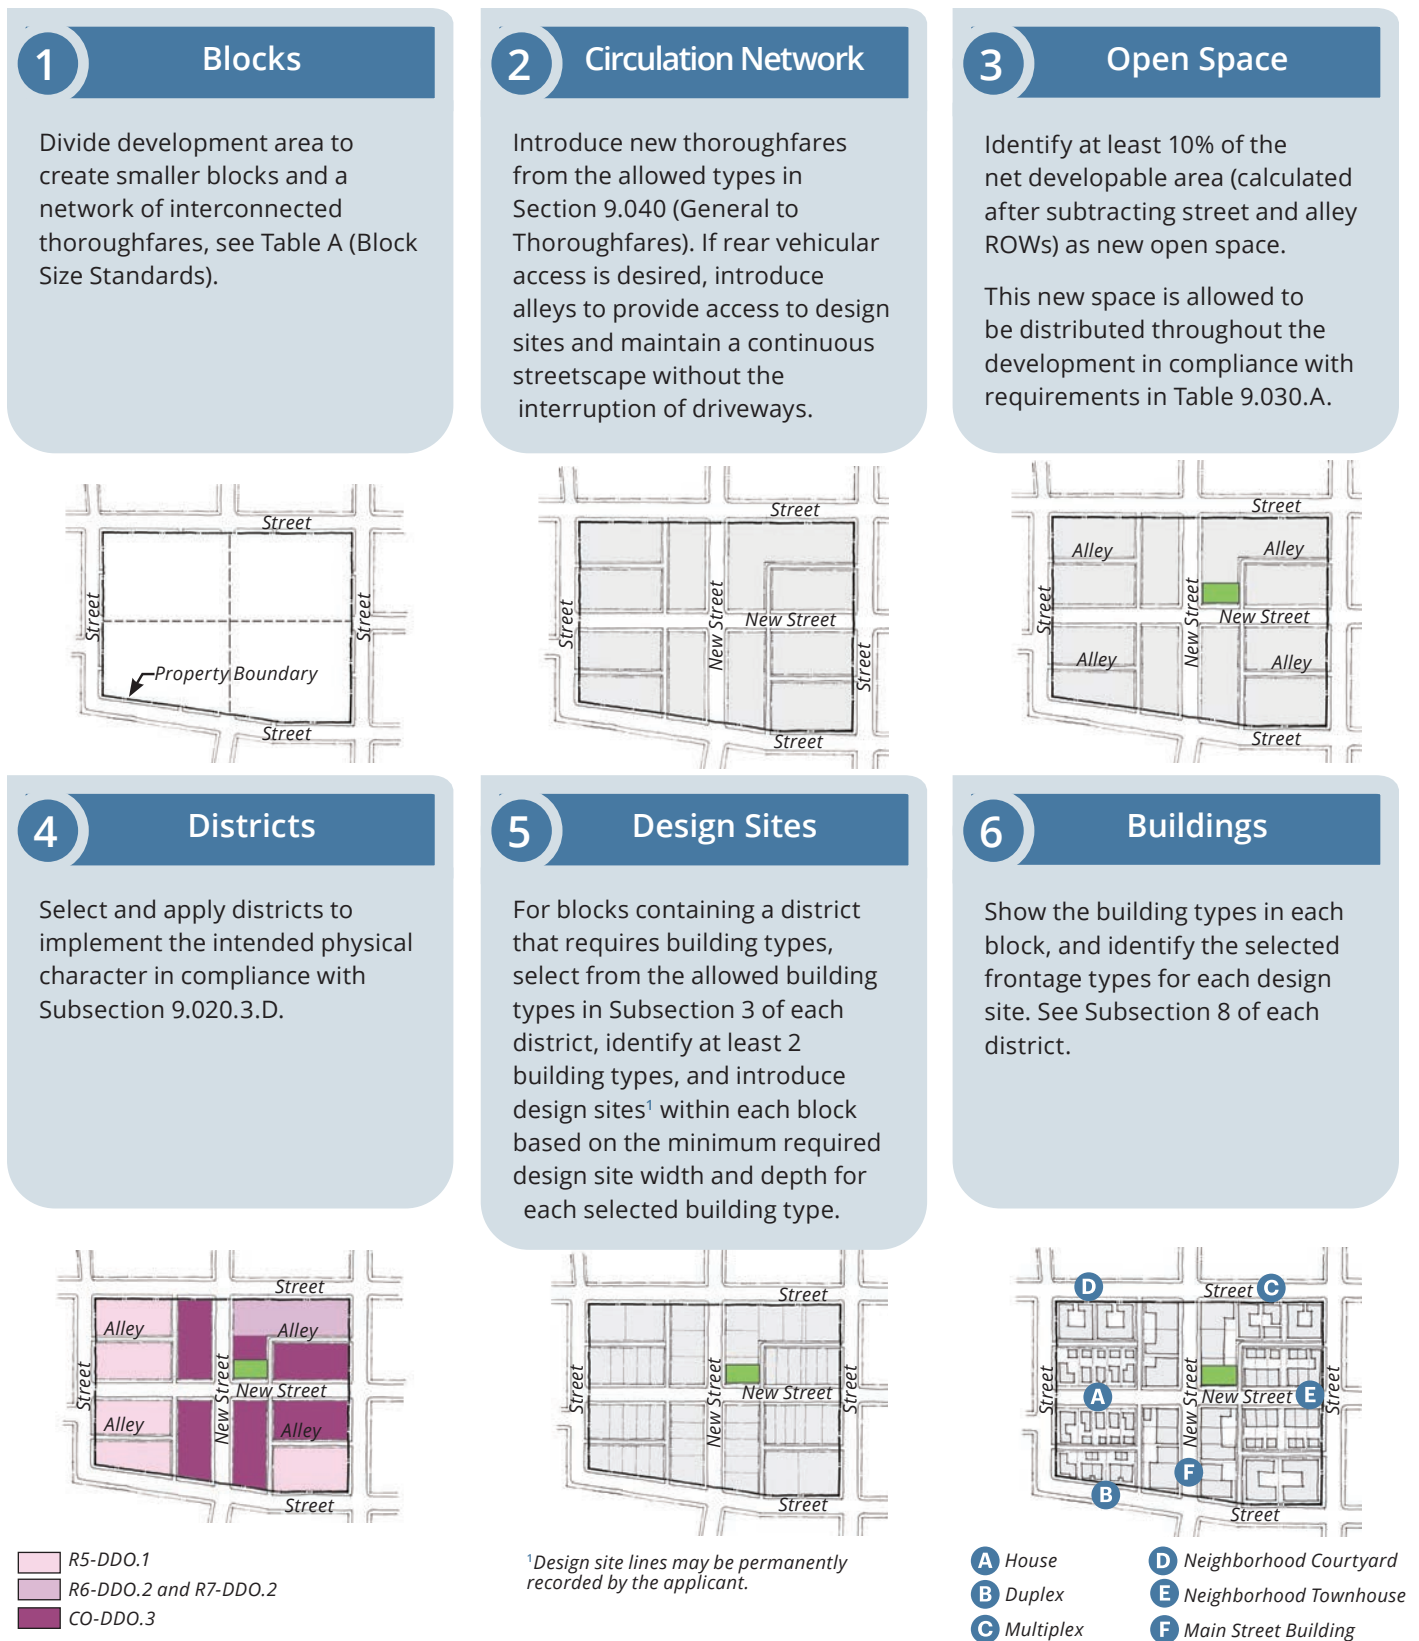 1
Blocks
Divide development area to
create smaller blocks and a
network of interconnected
thoroughfares, see Table A (Block
Size Standards).
2
Circulation Network
Introduce new thoroughfares
from the allowed types in
Section 9.040 (General to
Thoroughfares). If rear vehicular
access is desired, introduce
alleys to provide access to design
sites and maintain a continuous
streetscape without the
interruption of driveways.
3
Open Space
Identify at least 10% of the
net developable area (calculated
after subtracting street and alley
ROWs) as new open space.
This new space is allowed to
be distributed throughout the
development in compliance with
requirements in Table 9.030.A.
Street
Street
Street
Property Boundary
Street
Street
Street
New Street
New Street
Street
Street
Street
Alley
Alley
Street
New Street
New Street
Alley
Alley
Street
4
Districts
Select and apply districts to
implement the intended physical
character in compliance with
Subsection 9.020.3.D.
5
Design Sites
For blocks containing a district
that requires building types,
select from the allowed building
types in Subsection 3 of each
district, identify at least 2
building types, and introduce
design sites¹ within each block
based on the minimum required
design site width and depth for
each selected building type.
6
Buildings
Show the building types in each
block, and identify the selected
frontage types for each design
site. See Subsection 8 of each
district.
Street
Alley
Alley
Street
New Street
New Street
Alley
Alley
Street
R5-DDO.1
R6-DDO.2 and R7-DDO.2
CO-DDO.3
Street
Street
New Street
New Street
Street
Street
¹Design site lines may be permanently
recorded by the applicant.
D
Street
C
Street
A
New Street
New Street
E
Street
F
B
Street
A House
B Duplex
C Multiplex
D Neighborhood Courtyard
E Neighborhood Townhouse
F Main Street Building